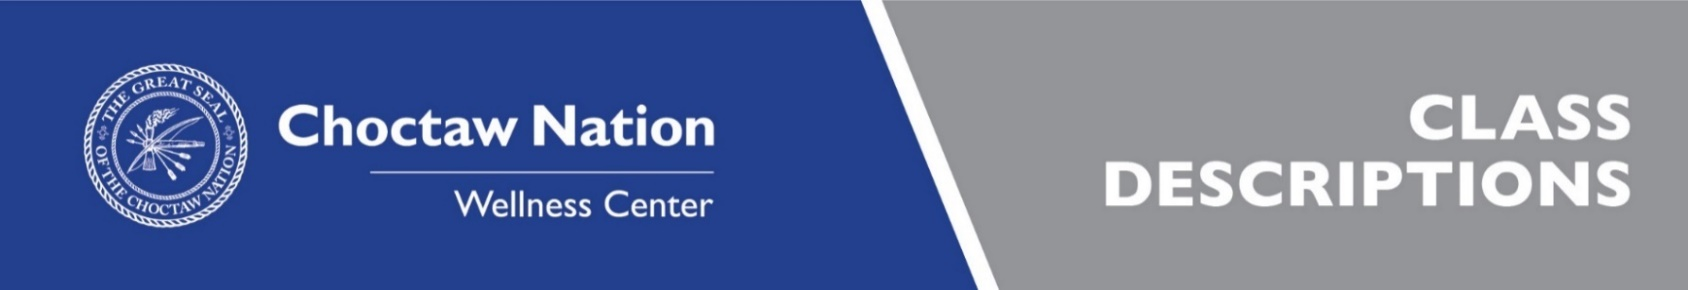 THE GREAT SEAL
OF THE CHOCTAW NATION
Choctaw Nation
Wellness Center
CLASS
DESCRIPTIONS